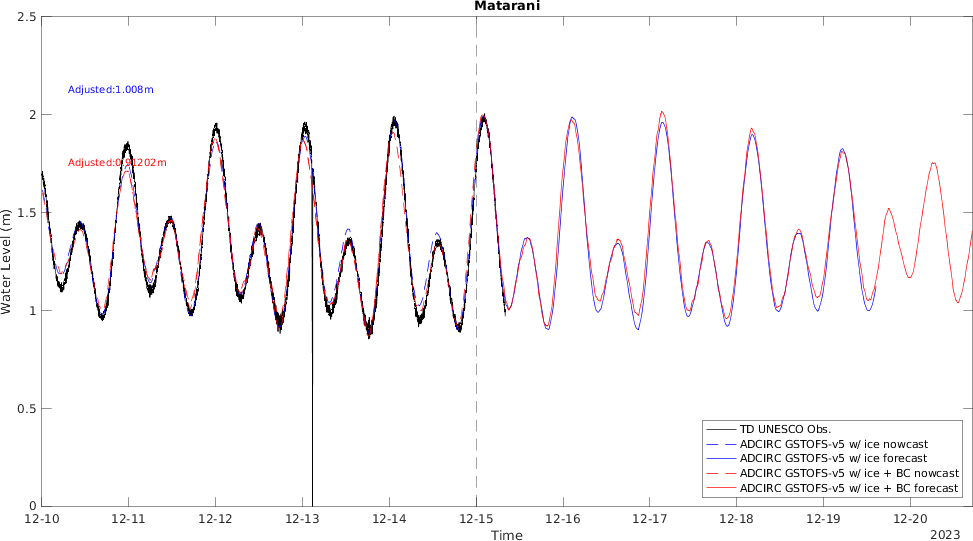 Matarani
2.5
2
1.5
1
0.5
0
Water Level (m)
Adjusted:1.008m
Adjusted:0.91202m
TD UNESCO Obs.
ADCIRC GSTOFS-v5 w/ ice nowcast
ADCIRC GSTOFS-v5 w/ ice forecast
ADCIRC GSTOFS-v5 w/ ice + BC nowcast
ADCIRC GSTOFS-v5 w/ ice + BC forecast
12-10 12-11 12-12 12-13 12-14 12-15 12-16 12-17 12-18 12-19 12-20
Time
2023